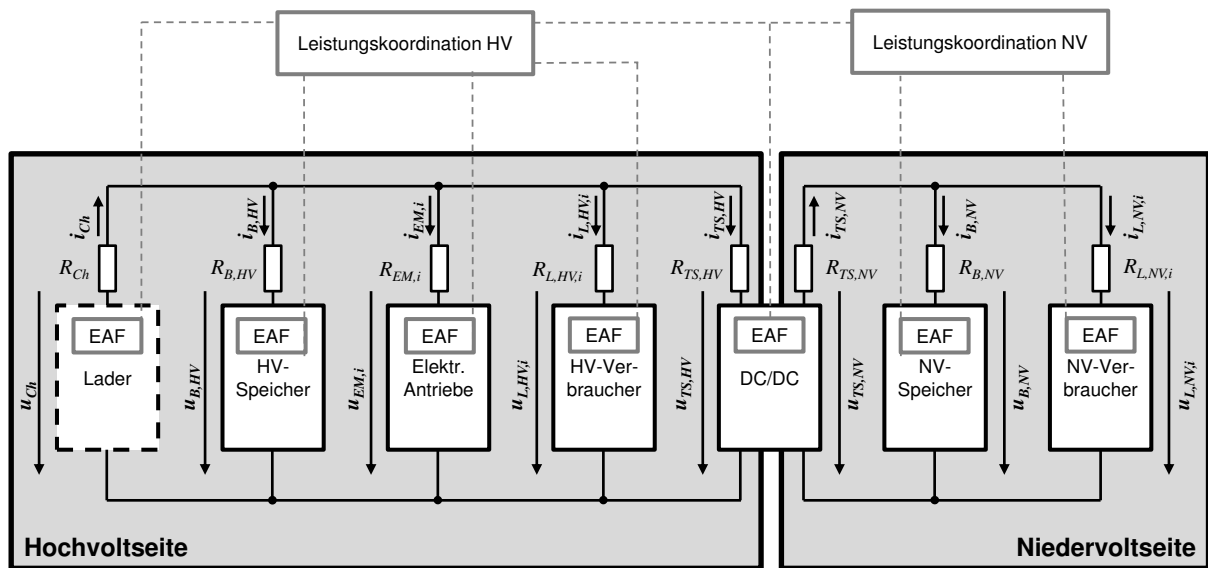 Leistungskoordination HV
Leistungskoordination NV
i_Ch
i_B,HV
i_EM,i
i_L,HV,i
i_TS,HV
i_TS,NV
i_B,NV
i_L,NV,i
R_Ch
R_B,HV
R_EM,i
R_L,HV,i
R_TS,HV
R_TS,NV
R_B,NV
R_L,NV,i
u_Ch
EAF
Lader
u_B,HV
EAF
HV-
Speicher
u_EM,i
EAF
Elektr.
Antriebe
u_L,HV,i
EAF
HV-Ver-
braucher
u_TS,HV
EAF
DC/DC
u_TS,NV
EAF
NV-
Speicher
u_B,NV
EAF
NV-Ver-
braucher
u_L,NV,i
Hochvoltseite
Niedervoltseite